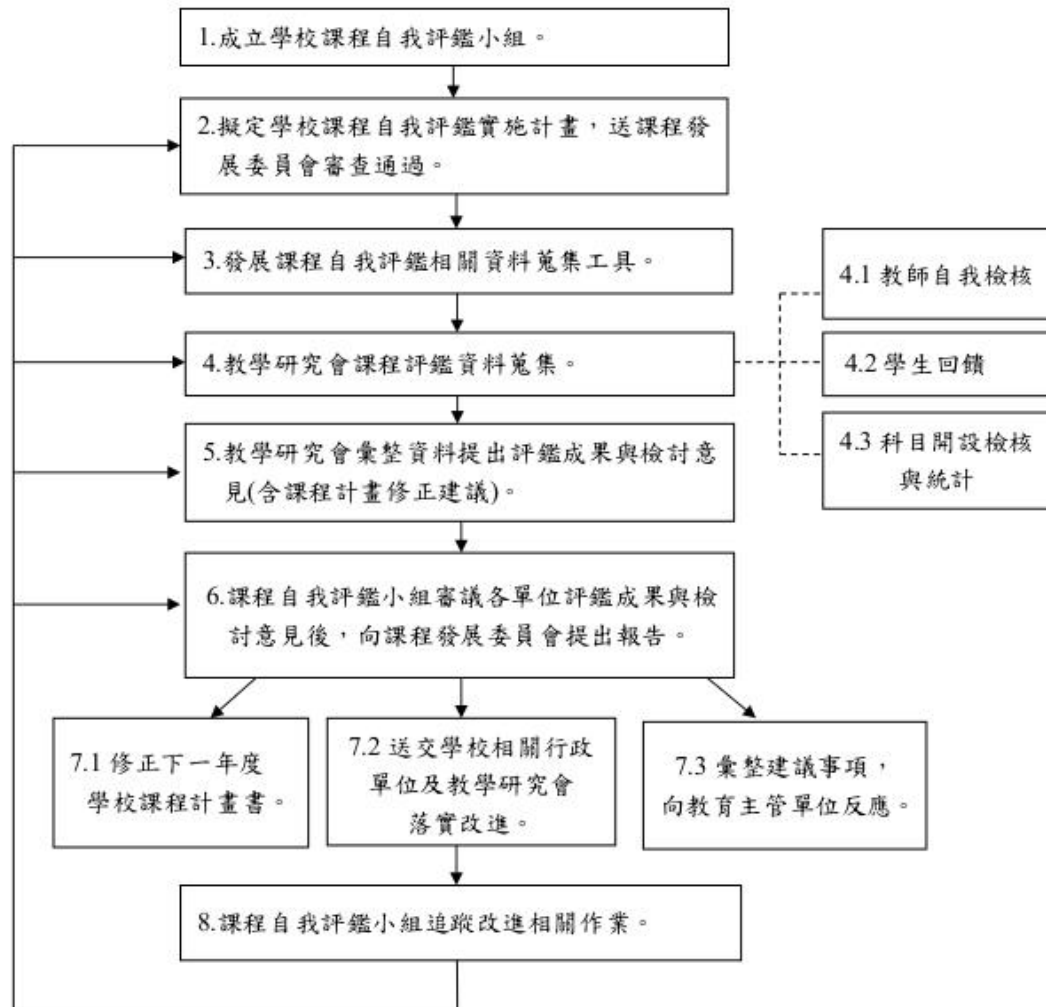 1.成立學校課程自我評鑑小組。
2.擬定學校課程自我評鑑實施計畫，送課程發
展委員會審查通過。
3.發展課程自我評鑑相關資料蒐集工具。
4.教學研究會課程評鑑資料蒐集。
4.1 教師自我檢核
4.2 學生回饋
4.3 科目開設檢核
與統計
5.教學研究會彙整資料提出評鑑成果與檢討意
見(含課程計畫修正建議)。
6.課程自我評鑑小組審議各單位評鑑成果與檢
討意見後，向課程發展委員會提出報告。
7.1 修正下一年度
學校課程計畫書。
7.2 送交學校相關行政
單位及教學研究會
落實改進。
7.3 彙整建議事項，
向教育主管單位反應。
8.課程自我評鑑小組追蹤改進相關作業。